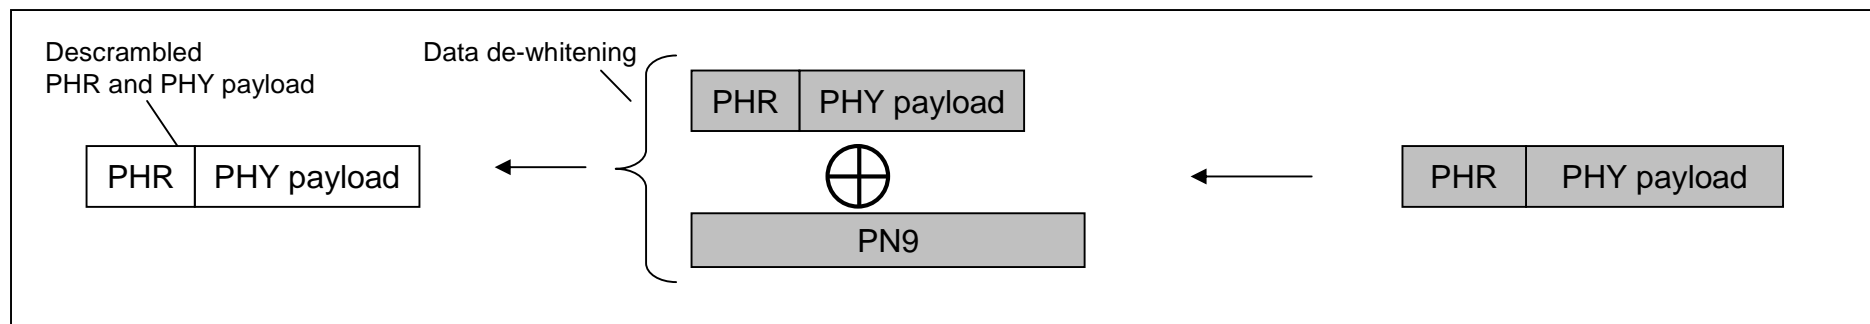 Descrambled
PHR and PHY payload
PHR PHY payload
Data de-whitening
PHR PHY payload
PN9
PHR PHY payload